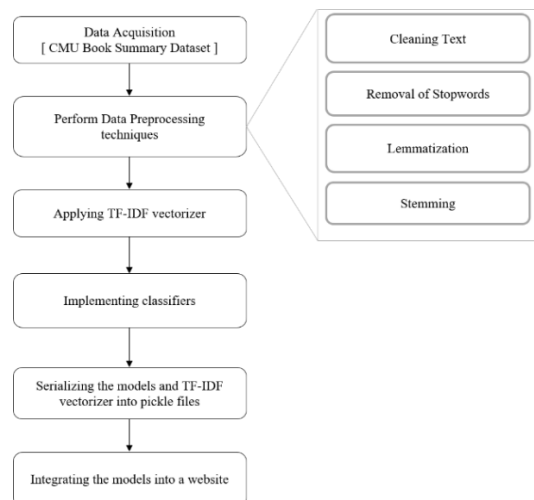 Data Acquisition
[ CMU Book Summary Dataset ]
Perform Data Preprocessing
techniques
Applying TF-IDF vectorizer
Implementing classifiers
Serializing the models and TF-IDF
vectorizer into pickle files
Integrating the models into a website
Cleaning Text
Removal of Stopwords
Lemmatization
Stemming